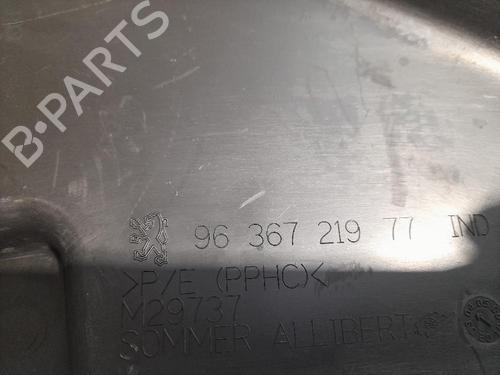 B-PARTS
96 367 219 77 IND
>P/E (PPHC)<
M29737
SOMMER ALLIBERT